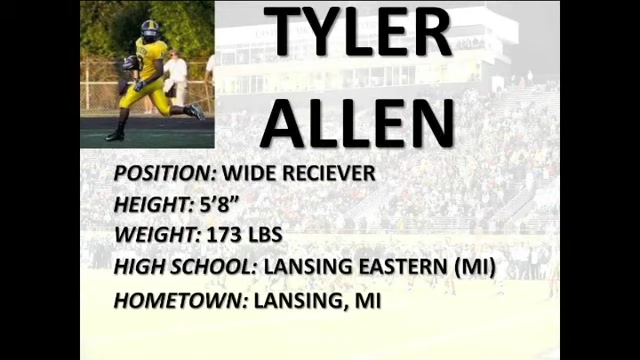 TYLER
ALLEN
POSITION: WIDE RECIEVER
HEIGHT: 5’8”
WEIGHT: 173 LBS
HIGH SCHOOL: LANSING EASTERN (MI)
HOMETOWN: LANSING, MI